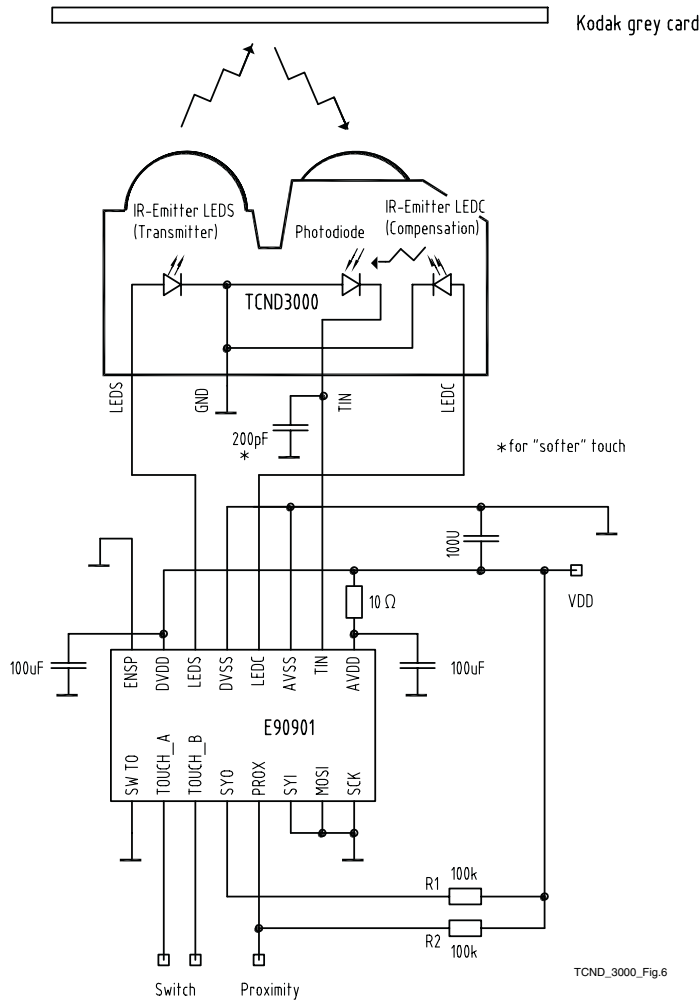 Kodak grey card
IR-Emitter LEDS
(Transmitter)
Photodiode
IR-Emitter LEDC
(Compensation)
TCND3000
LEDS
GND
TIN
LEDC
200pF
*
*for "softer" touch
100U
10 Ω
VDD
100uF
100uF
ENSP
DVDD
LEDS
DVSS
LEDC
AVSS
TIN
AVDD
E90901
SWTO
TOUCH_A
TOUCH_B
SYO
PROX
SYI
MOSI
SCK
R1
100k
R2
100k
Switch
Proximity
TCND_3000_Fig.6